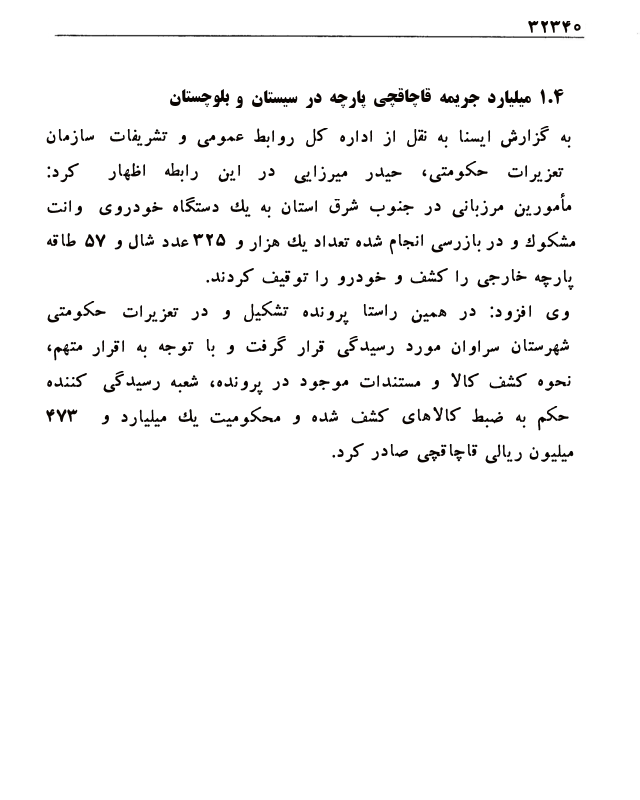 ۳۲۳۴۰
۱.۴ میلیارد جریمه قاچاقچی پارچه در سیستان و بلوچستان
به گزارش ایسنا به نقل از اداره کل روابط عمومی و تشریفات سازمان
تعزیرات حکومتی، حیدر میرزایی در این رابطه اظهار کرد:
مأمورین مرزبانی در جنوب شرق استان به یك دستگاه خودروی وانت
مشكوك و در بازرسی انجام شده تعداد یك هزار و ۳۲۵ عدد شال و ۵۷ طاقه
پارچه خارجی را کشف و خودرو را توقیف کردند.
وی افزود: در همین راستا پرونده تشکیل و در تعزیرات حکومتی
شهرستان سراوان مورد رسیدگی قرار گرفت و با توجه به اقرار متهم،
نحوه کشف کالا و مستندات موجود در پرونده، شعبه رسیدگی کننده
حکم به ضبط کالاهای کشف شده و محکومیت یك میلیارد و ۴۷۳
میلیون ریالی قاچاقچی صادر کرد.